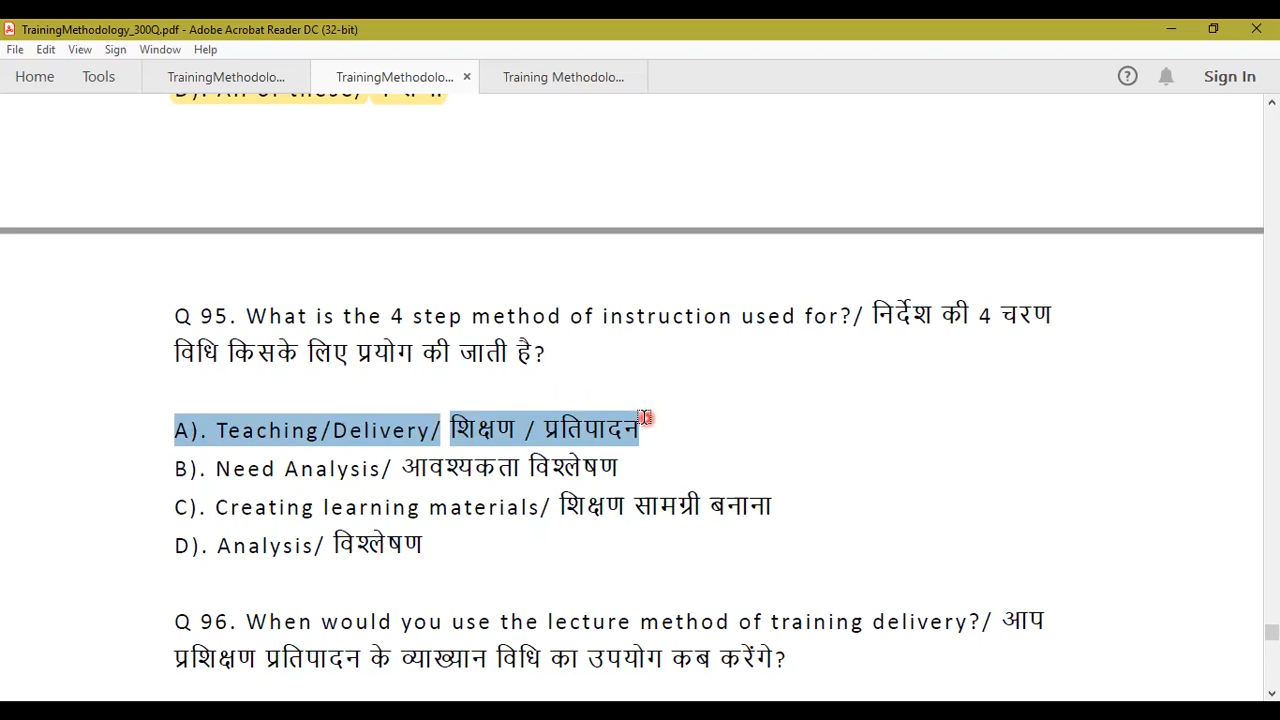 TrainingMethodology_300Q.pdf - Adobe Acrobat Reader DC (32-bit)
File Edit View Sign Window Help
Home Tools TrainingMethodolo... TrainingMethodolo... × Training Methodolo... Sign In
D). All of these/
Q 95. What is the 4 step method of instruction used for?/ निर्देश की 4 चरण
विधि किसके लिए प्रयोग की जाती है?
A). Teaching/Delivery/ शिक्षण / प्रतिपादन
B). Need Analysis/ आवश्यकता विश्लेषण
C). Creating learning materials/ शिक्षण सामग्री बनाना
D). Analysis/ विश्लेषण
Q 96. When would you use the lecture method of training delivery?/ आप
प्रशिक्षण प्रतिपादन के व्याख्यान विधि का उपयोग कब करेंगे?